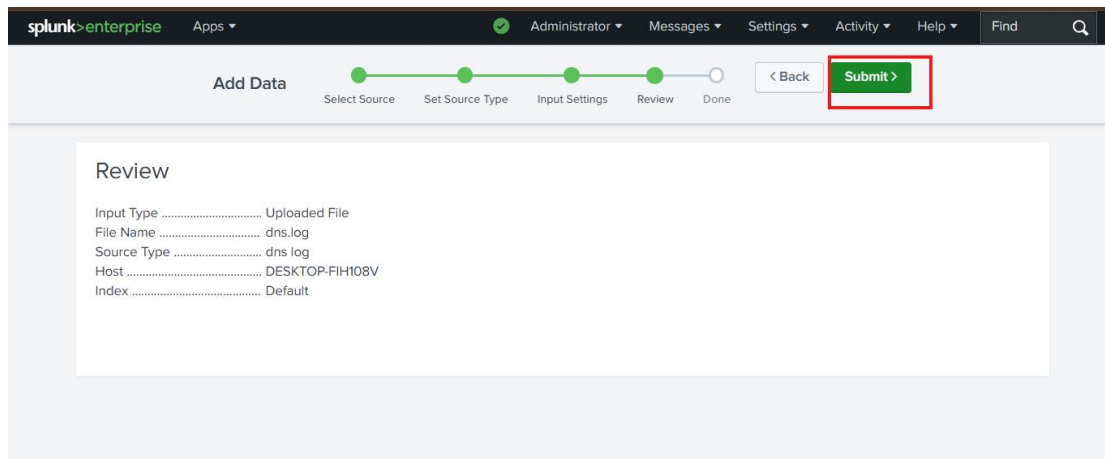 splunk>enterprise Apps Administrator Messages Settings Activity Help Find
Add Data Select Source Set Source Type Input Settings Review Done < Back Submit >
Review
Input Type ................................ Uploaded File
File Name ................................. dns.log
Source Type ............................ dns log
Host ........................................... DESKTOP-FIH108V
Index ......................................... Default